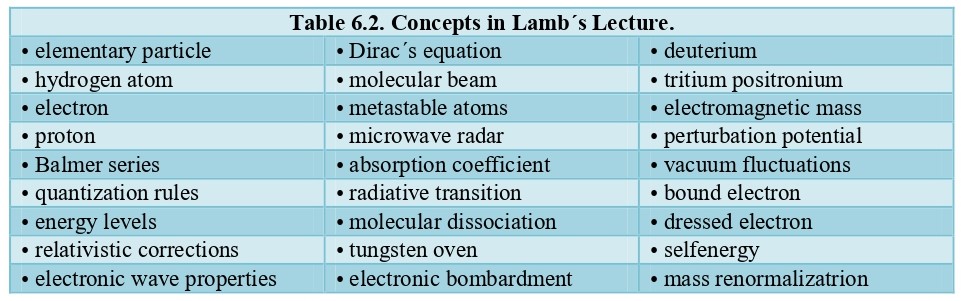 Table 6.2. Concepts in Lamb´s Lecture.
• elementary particle • Dirac´s equation • deuterium
• hydrogen atom • molecular beam • tritium positronium
• electron • metastable atoms • electromagnetic mass
• proton • microwave radar • perturbation potential
• Balmer series • absorption coefficient • vacuum fluctuations
• quantization rules • radiative transition • bound electron
• energy levels • molecular dissociation • dressed electron
• relativistic corrections • tungsten oven • selfenergy
• electronic wave properties • electronic bombardment • mass renormalizatrion